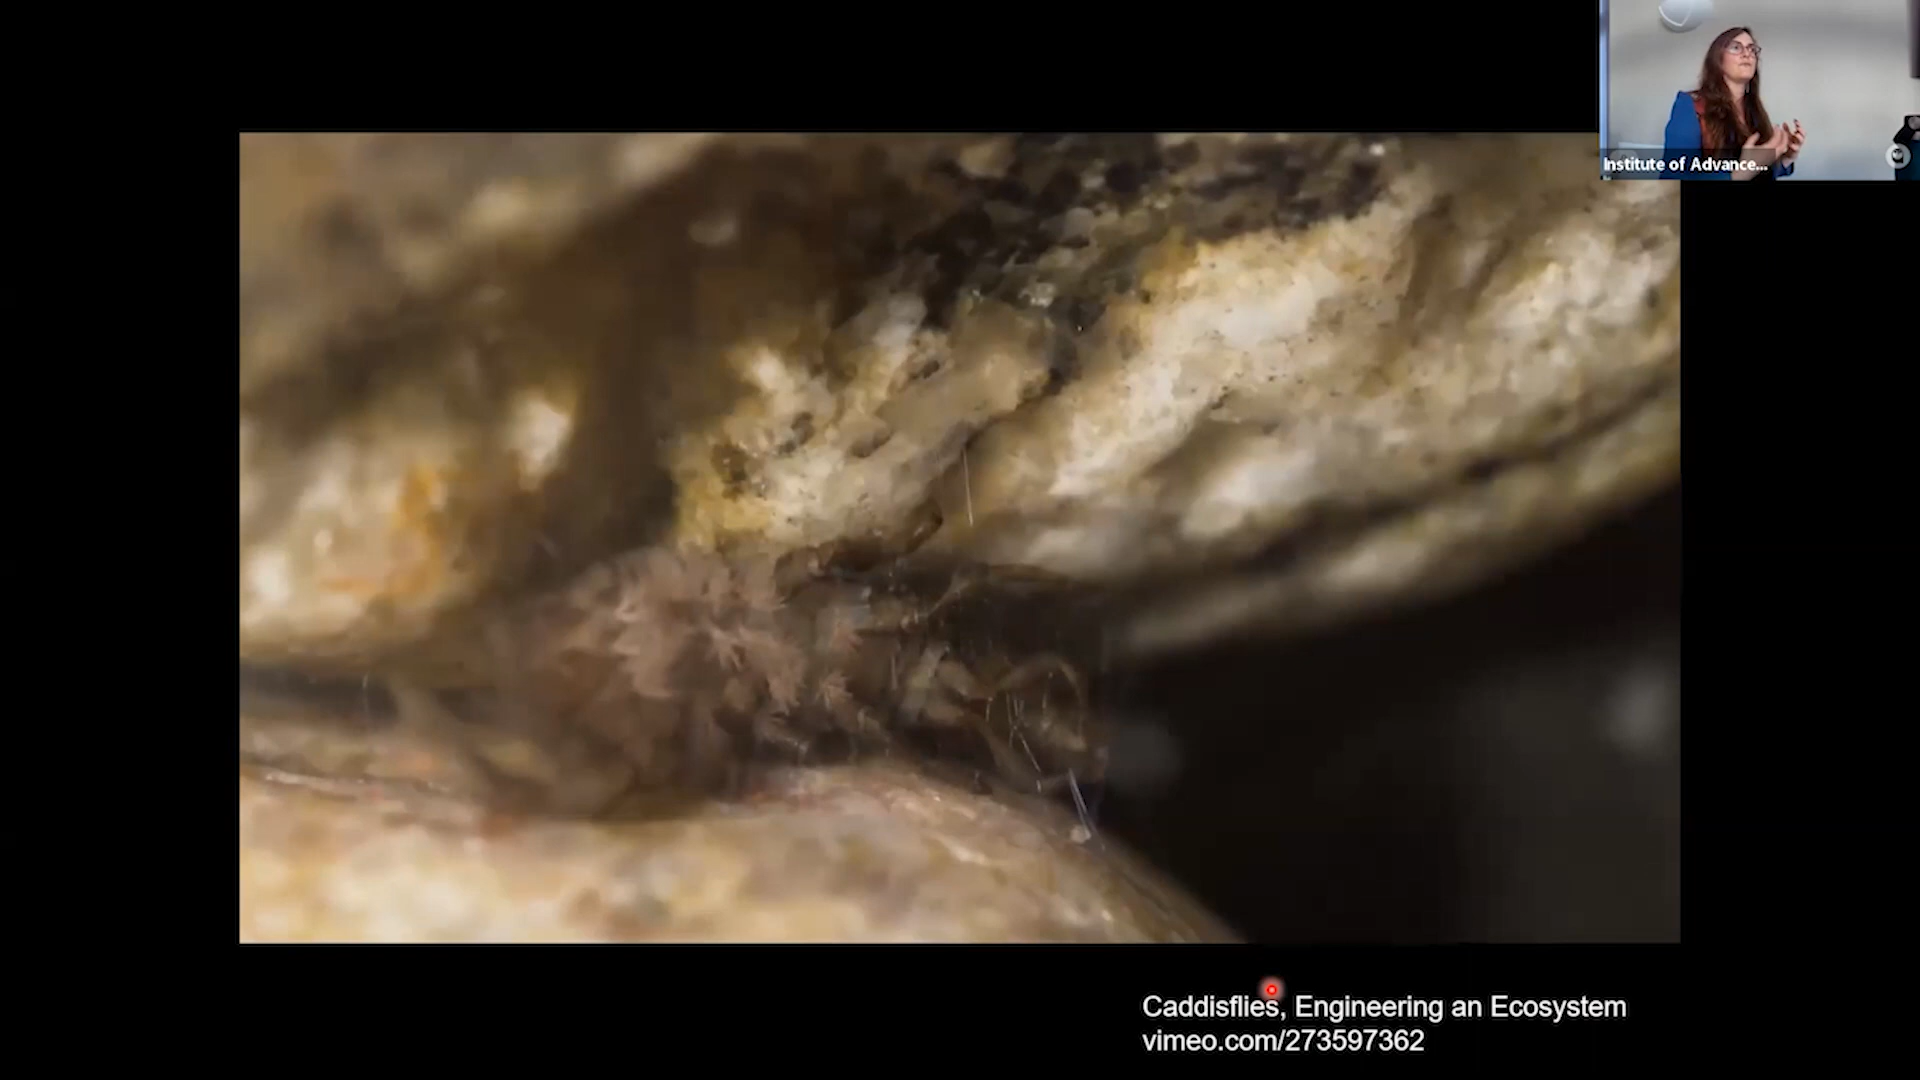 Institute of Advance...
Caddisflies, Engineering an Ecosystem
vimeo.com/273597362